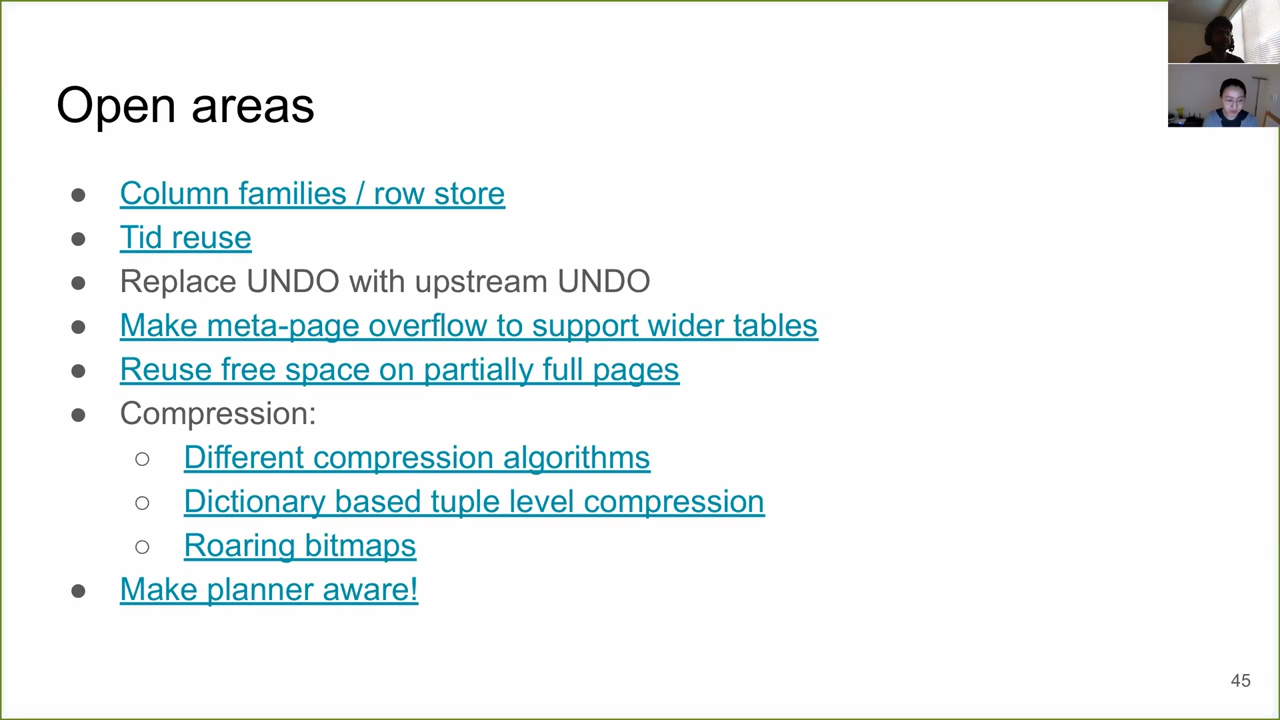 Open areas
● Column families / row store
● Tid reuse
● Replace UNDO with upstream UNDO
● Make meta-page overflow to support wider tables
● Reuse free space on partially full pages
● Compression:
○ Different compression algorithms
○ Dictionary based tuple level compression
○ Roaring bitmaps
● Make planner aware!
45